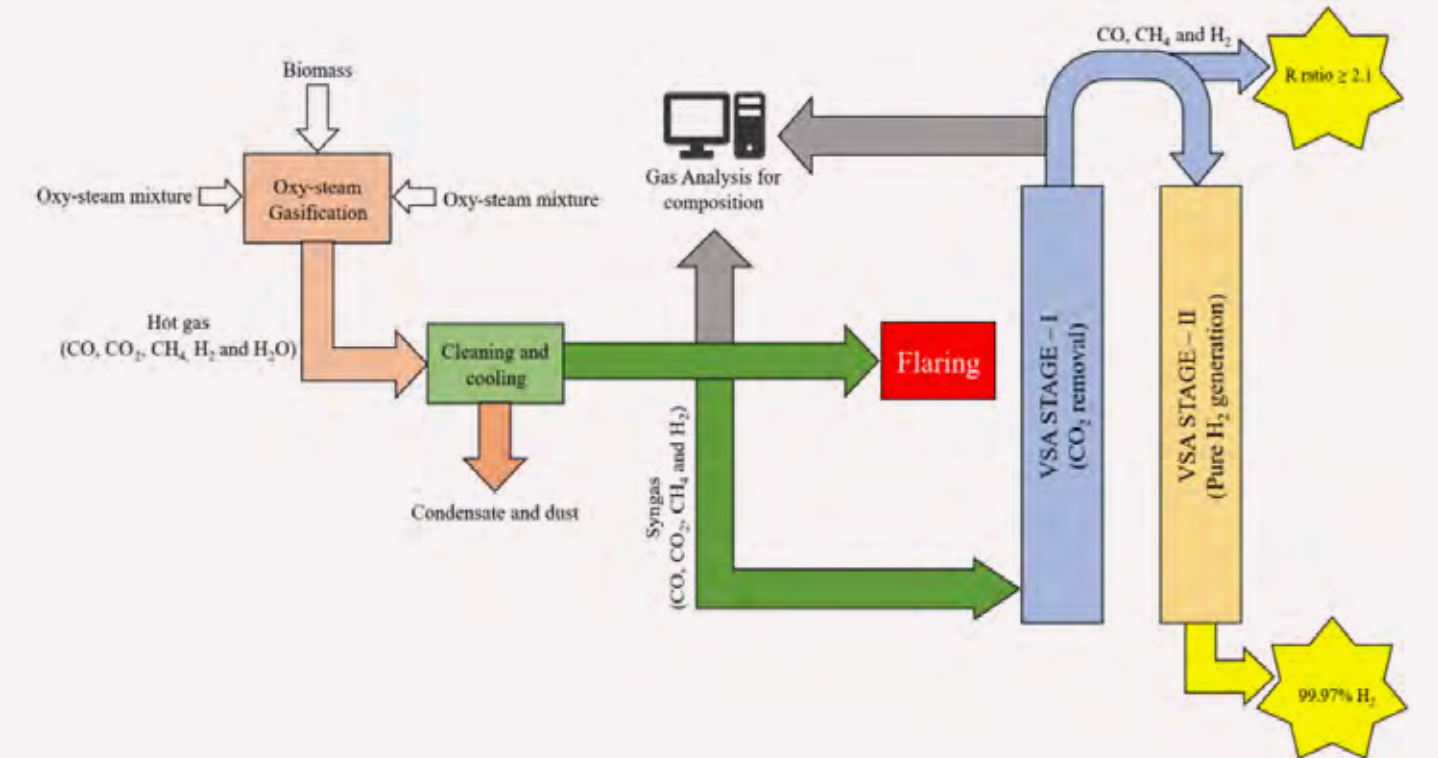 CO, CH₄ and H₂
Biomass
R ratio ≥ 2.1
Oxy-steam mixture
Oxy-steam
Gasification
Oxy-steam mixture
Gas Analysis for
composition
Hot gas
(CO, CO₂, CH₄, H₂ and H₂O)
Cleaning and
cooling
Flaring
Condensate and dust
Syngas
(CO, CO₂, CH₄ and H₂)
VSA STAGE – I
(CO₂ removal)
VSA STAGE – II
(Pure H₂ generation)
99.97% H₂